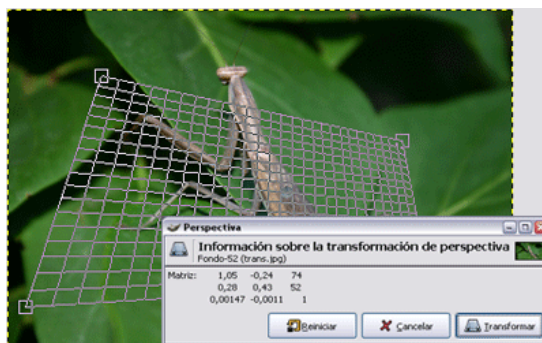 Perspectiva
Información sobre la transformación de perspectiva
Fondo-52 (trans.jpg)
Matriz: 1,05 -0,24 74
0,28 0,43 52
0,00147 -0,0011 1
Reiniciar Cancelar Transformar